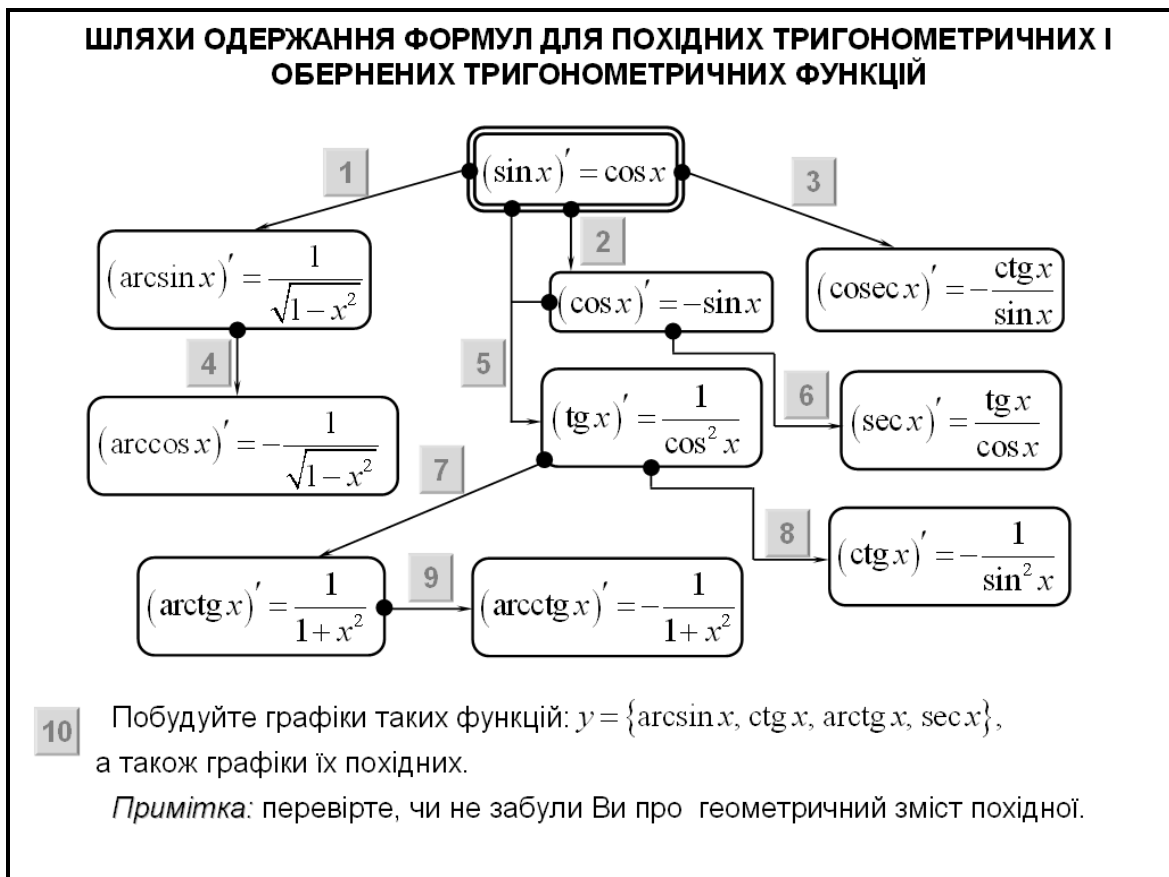 ШЛЯХИ ОДЕРЖАННЯ ФОРМУЛ ДЛЯ ПОХІДНИХ ТРИГОНОМЕТРИЧНИХ І
ОБЕРНЕНИХ ТРИГОНОМЕТРИЧНИХ ФУНКЦІЙ
(sin x)′ = cos x
1
2
3
(arcsin x)′ = 1/√(1 − x²)
(cos x)′ = −sin x
(cosec x)′ = −ctg x/sin x
4
5
6
(arccos x)′ = −1/√(1 − x²)
(tg x)′ = 1/cos² x
(sec x)′ = tg x/cos x
7
8
(ctg x)′ = −1/sin² x
(arctg x)′ = 1/(1 + x²)
9
(arcctg x)′ = −1/(1 + x²)
10 Побудуйте графіки таких функцій: y = {arcsin x, ctg x, arctg x, sec x},
а також графіки їх похідних.
Примітка: перевірте, чи не забули Ви про геометричний зміст похідної.